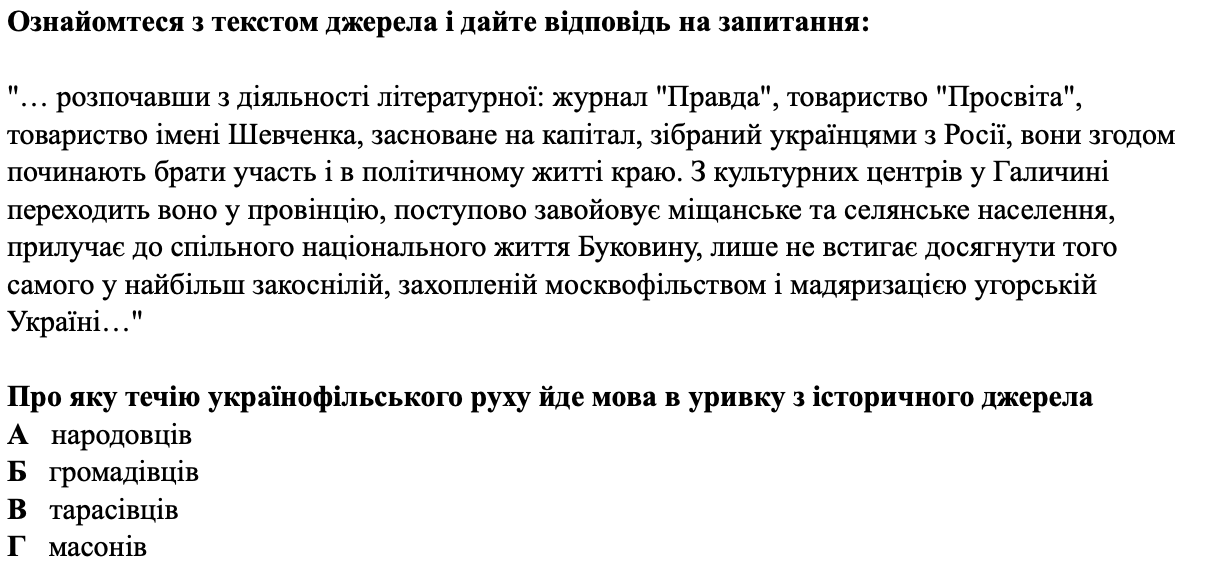 Ознайомтеся з текстом джерела і дайте відповідь на запитання:
"… розпочавши з діяльності літературної: журнал "Правда", товариство "Просвіта",
товариство імені Шевченка, засноване на капітал, зібраний українцями з Росії, вони згодом
починають брати участь і в політичному житті краю. З культурних центрів у Галичині
переходить воно у провінцію, поступово завойовує міщанське та селянське населення,
прилучає до спільного національного життя Буковину, лише не встигає досягнути того
самого у найбільш закоснілій, захопленій москвофільством і мадяризацією угорській
Україні…"
Про яку течію українофільського руху йде мова в уривку з історичного джерела
А народовців
Б громадівців
В тарасівців
Г масонів